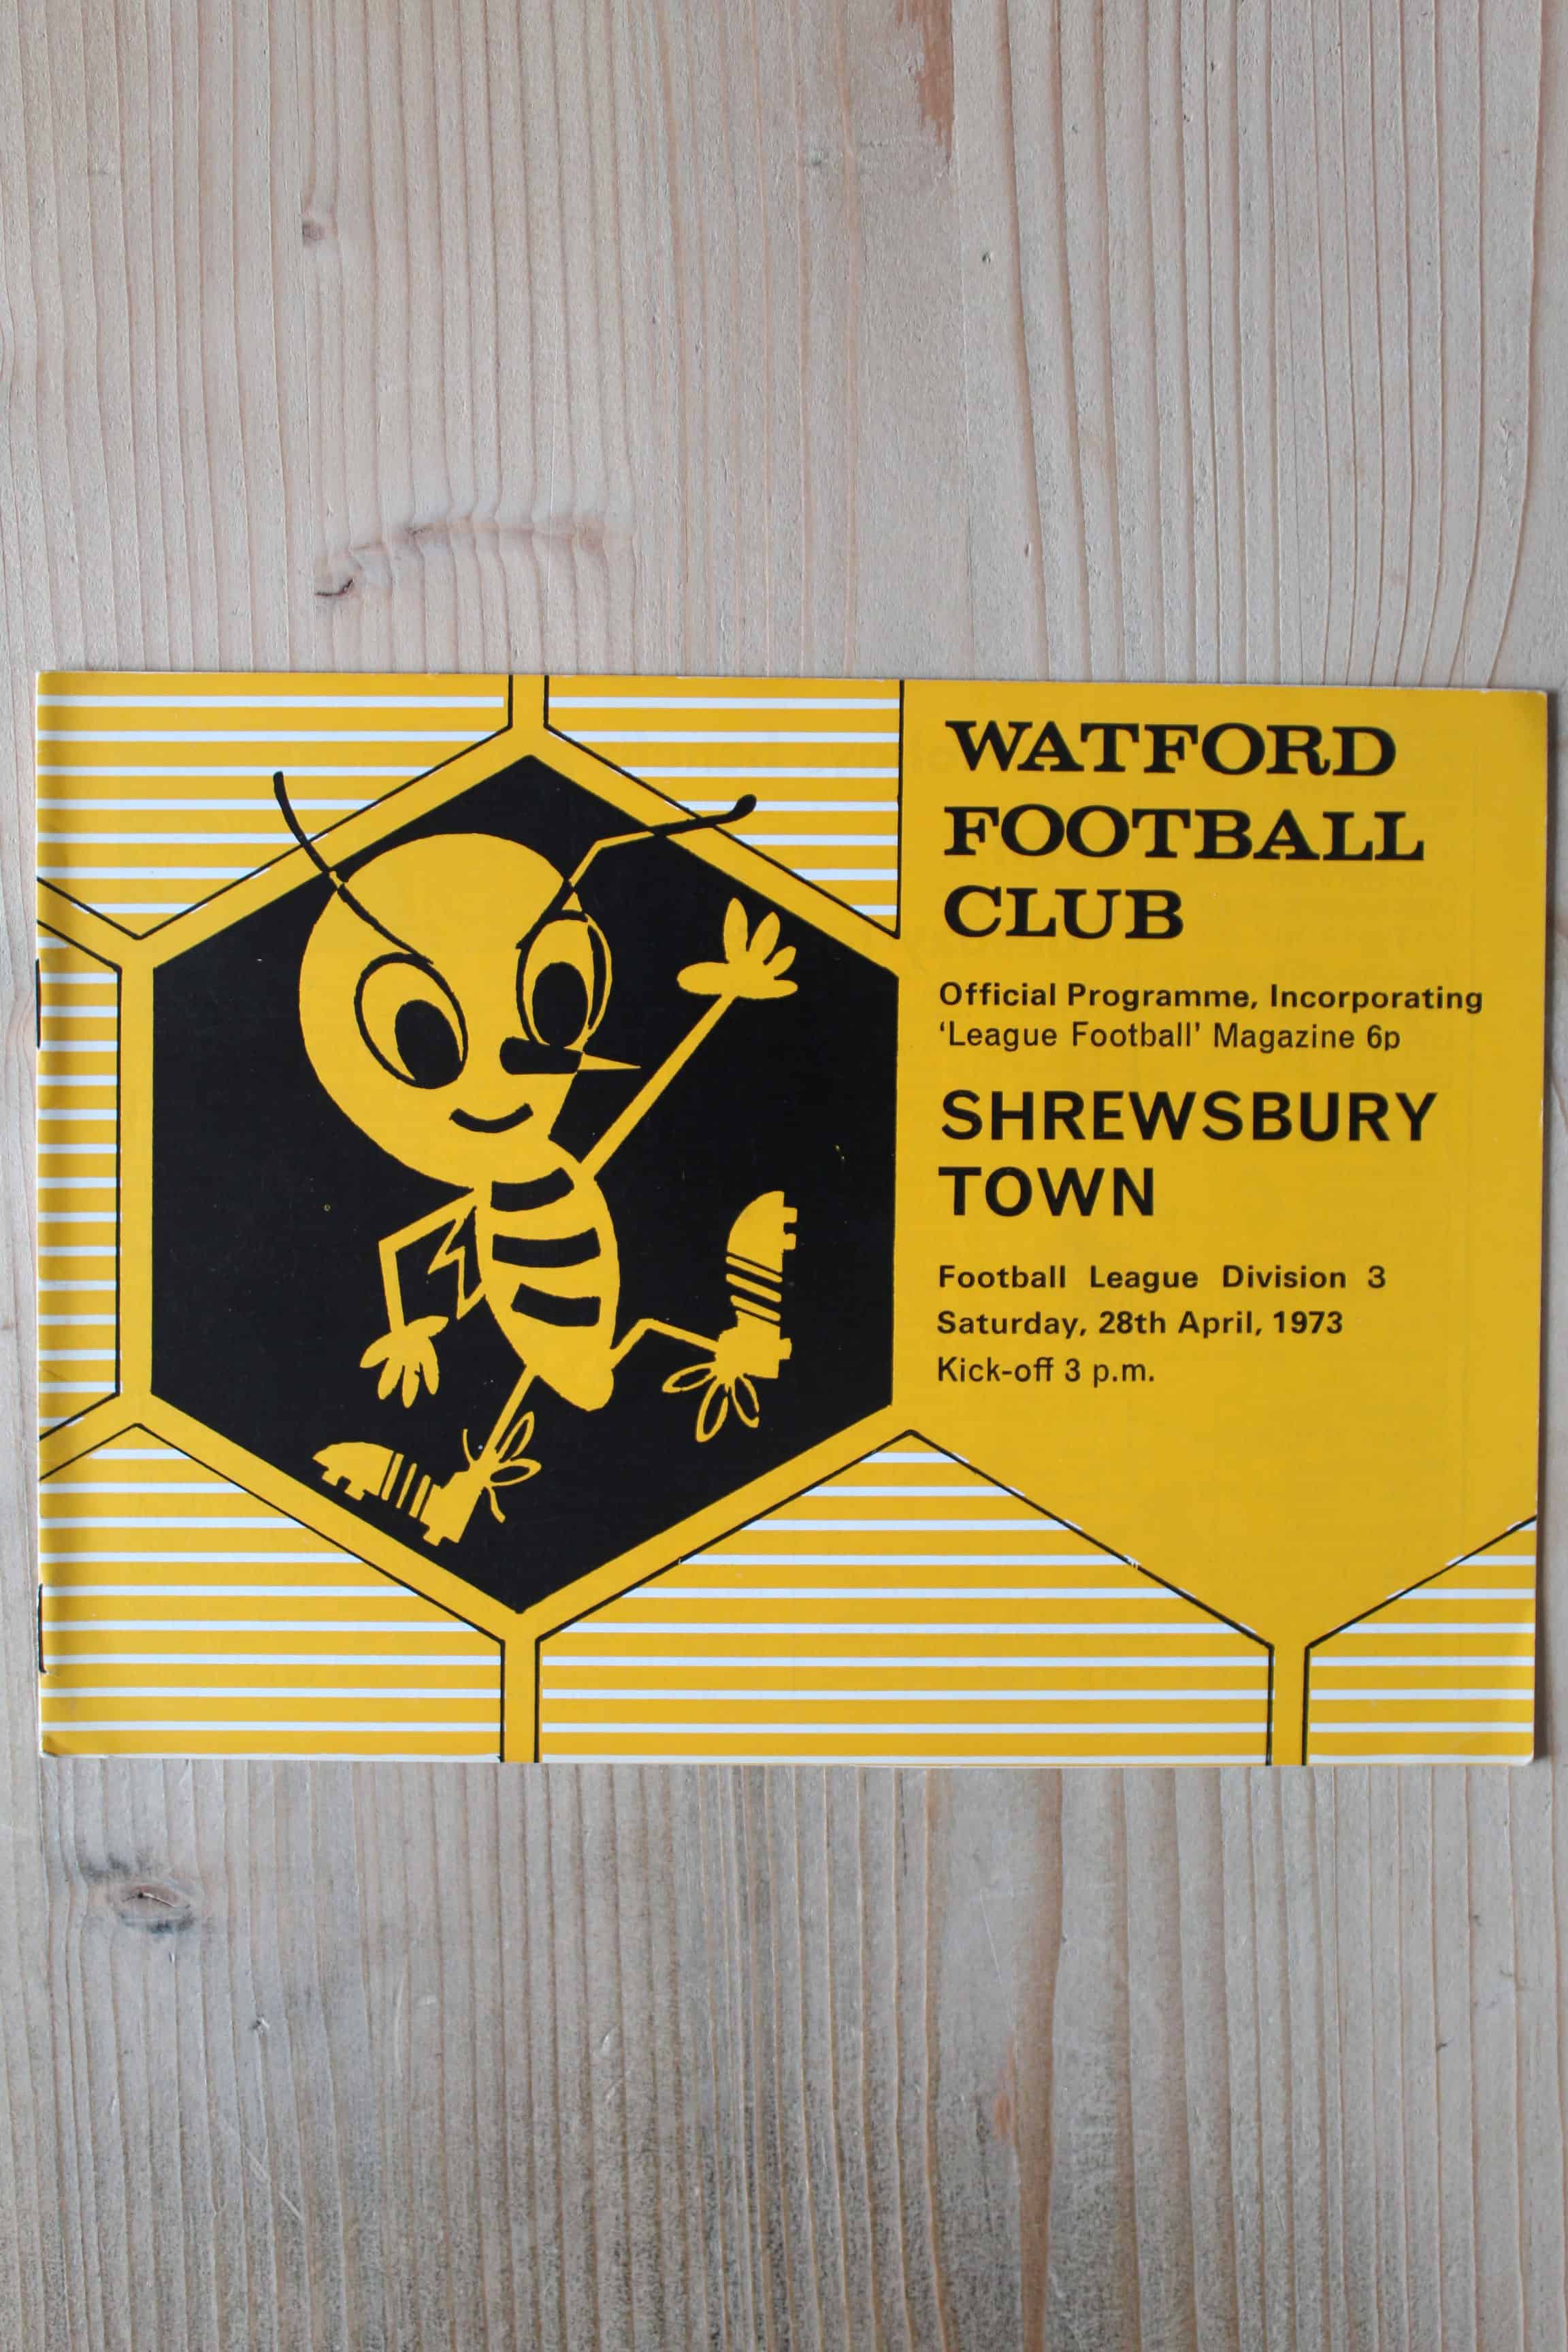 WATFORD
FOOTBALL
CLUB
Official Programme, Incorporating
‘League Football’ Magazine 6p
SHREWSBURY
TOWN
Football League Division 3
Saturday, 28th April, 1973
Kick-off 3 p.m.